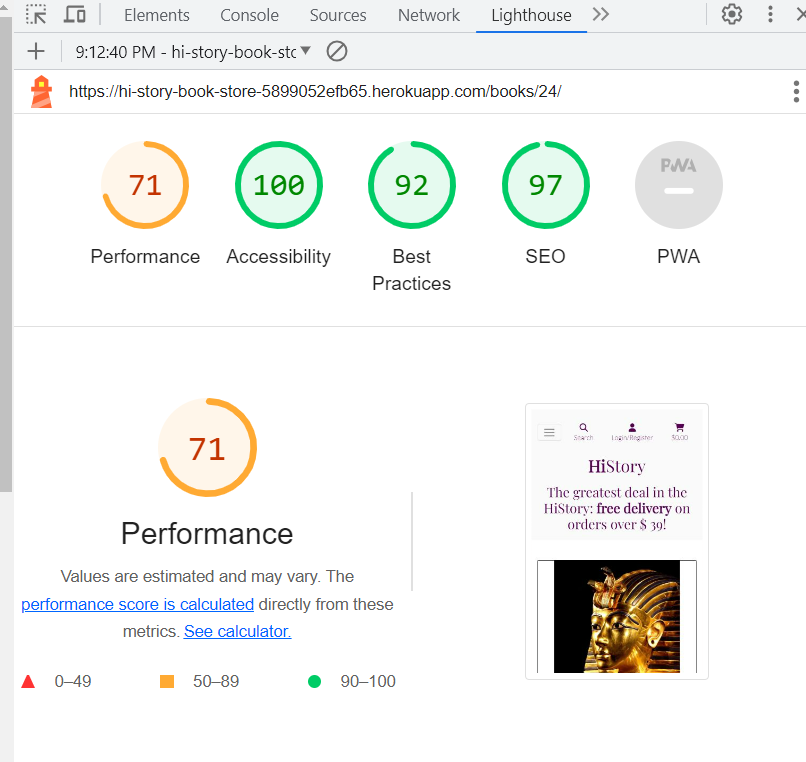 Elements Console Sources Network Lighthouse
9:12:40 PM - hi-story-book-stc
https://hi-story-book-store-5899052efb65.herokuapp.com/books/24/
71 100 92 97 PWA
Performance Accessibility Best Practices SEO PWA
71
Performance
Values are estimated and may vary. The
performance score is calculated directly from these
metrics. See calculator.
0–49 50–89 90–100
Search Login/Register $0.00
HiStory
The greatest deal in the
HiStory: free delivery on
orders over $ 39!